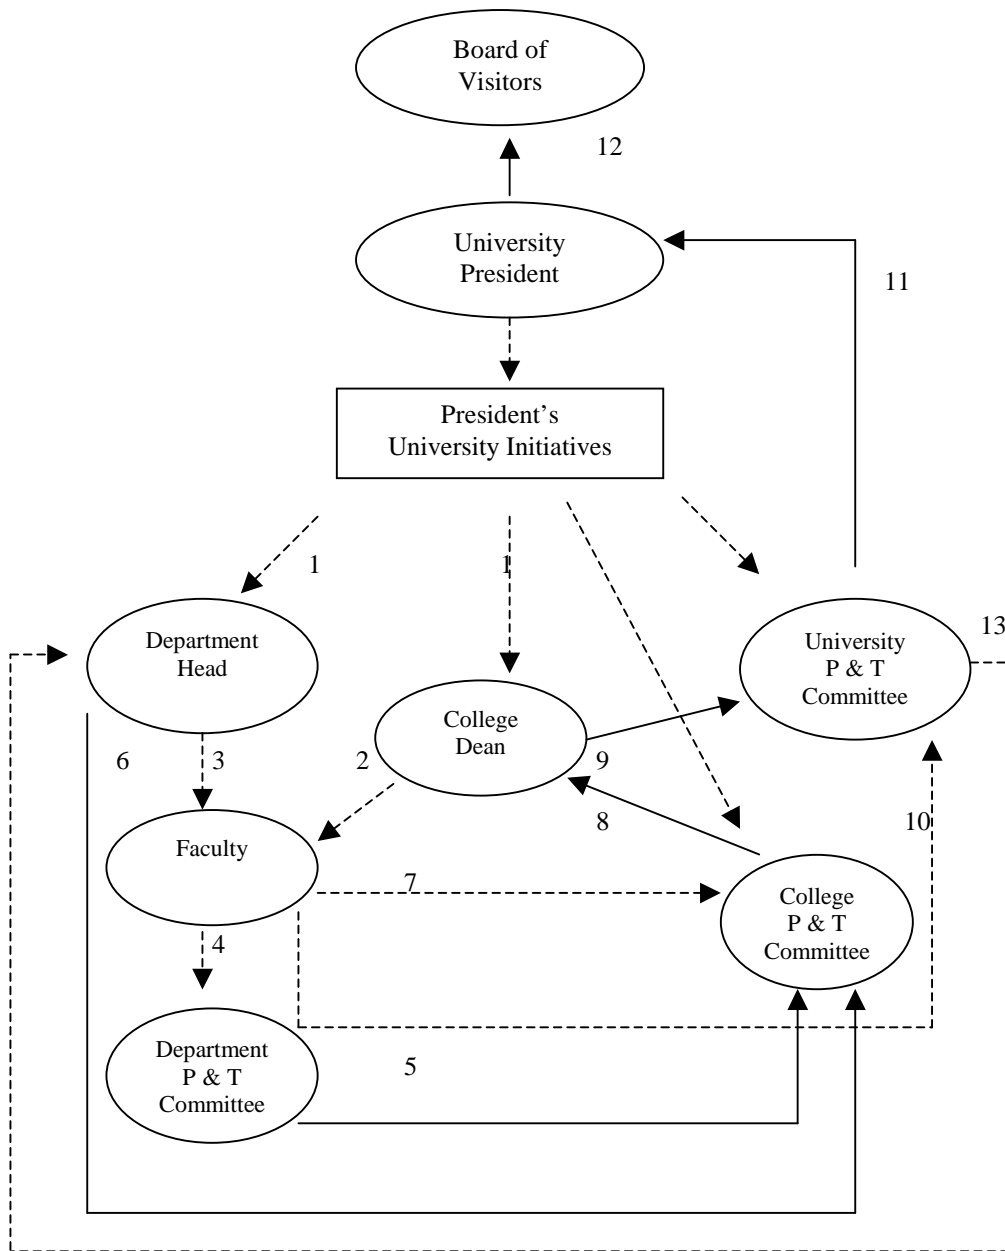 Board of
Visitors
12
University
President
11
President’s
University Initiatives
1
1
Department
Head
University
P & T
Committee
13
College
Dean
6
3
2
9
8
10
Faculty
7
College
P & T
Committee
4
Department
P & T
Committee
5